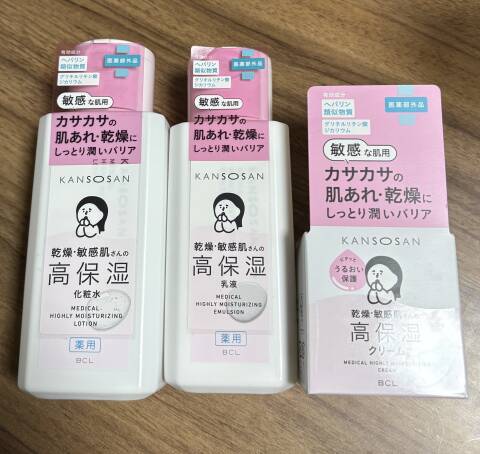 有効成分
ヘパリン
類似物質
グリチルリチン酸
ジカリウム
医薬部外品
敏感な肌用
カサカサの
肌あれ・乾燥に
しっとり潤いバリア
KANSOSAN
乾燥・敏感肌さんの
高保湿
化粧水
MEDICAL
HIGHLY MOISTURIZING
LOTION
薬用
BCL
ヘパリン
類似物質
グリチルリチン酸
ジカリウム
医薬部外品
敏感な肌用
カサカサの
肌あれ・乾燥に
しっとり潤いバリア
KANSOSAN
乾燥・敏感肌さんの
高保湿
乳液
MEDICAL
HIGHLY MOISTURIZING
EMULSION
薬用
BCL
有効成分
ヘパリン
類似物質
グリチルリチン酸
ジカリウム
医薬部外品
敏感な肌用
カサカサの
肌あれ・乾燥に
しっとり潤いバリア
KANSOSAN
ピタッと
うるおい
保護
乾燥・敏感肌
高保湿
クリーム
MEDICAL HIGHLY MOISTURIZING
CREAM
BCL